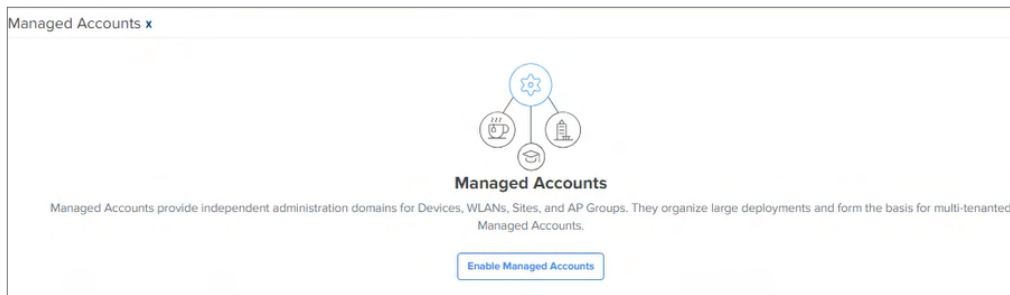 Managed Accounts x
Managed Accounts
Managed Accounts provide independent administration domains for Devices, WLANs, Sites, and AP Groups. They organize large deployments and form the basis for multi-tenanted
Managed Accounts.
Enable Managed Accounts